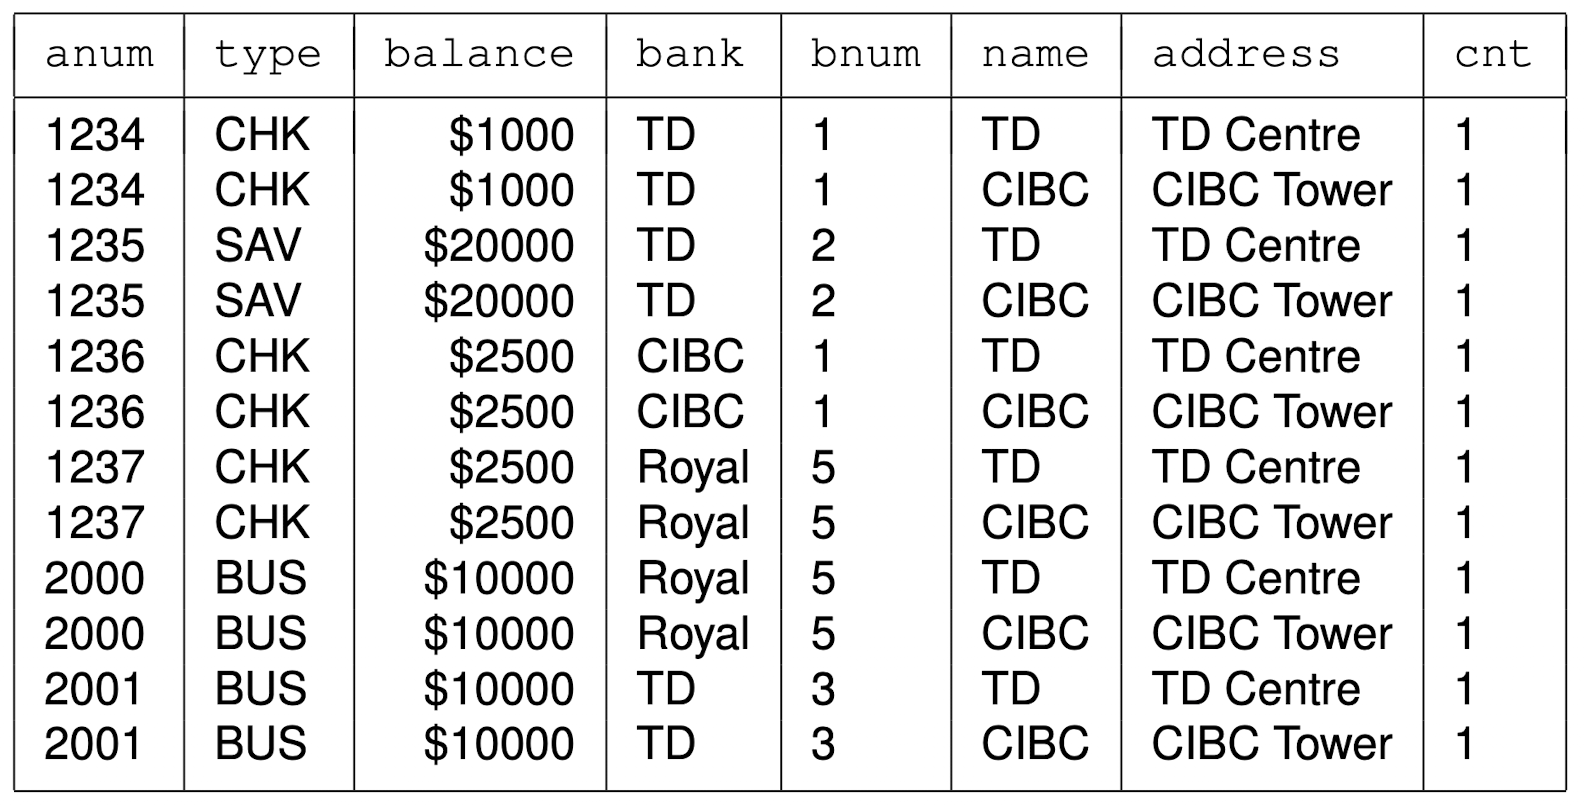 anum type balance bank bnum name address cnt
1234 CHK $1000 TD 1 TD TD Centre 1
1234 CHK $1000 TD 1 CIBC CIBC Tower 1
1235 SAV $20000 TD 2 TD TD Centre 1
1235 SAV $20000 TD 2 CIBC CIBC Tower 1
1236 CHK $2500 CIBC 1 TD TD Centre 1
1236 CHK $2500 CIBC 1 CIBC CIBC Tower 1
1237 CHK $2500 Royal 5 TD TD Centre 1
1237 CHK $2500 Royal 5 CIBC CIBC Tower 1
2000 BUS $10000 Royal 5 TD TD Centre 1
2000 BUS $10000 Royal 5 CIBC CIBC Tower 1
2001 BUS $10000 TD 3 TD TD Centre 1
2001 BUS $10000 TD 3 CIBC CIBC Tower 1